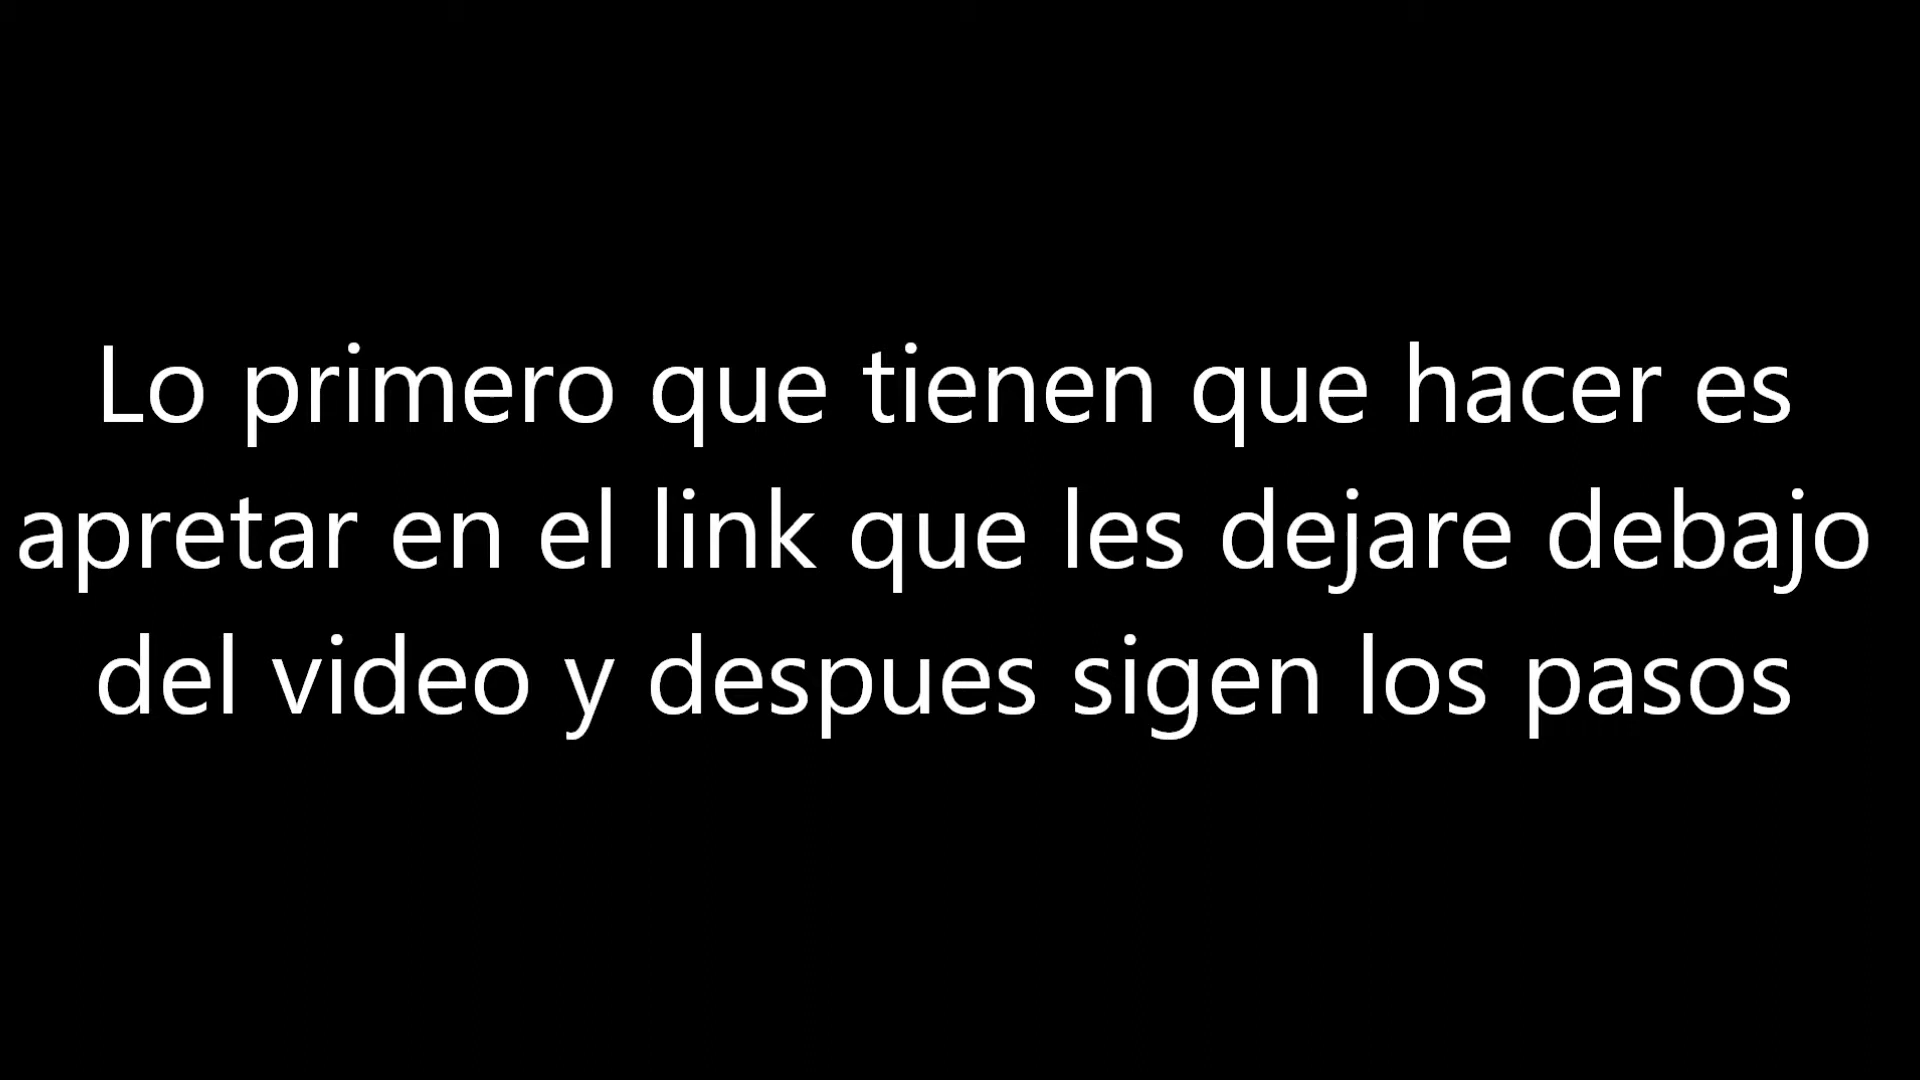 Lo primero que tienen que hacer es
apretar en el link que les dejare debajo
del video y despues sigen los pasos